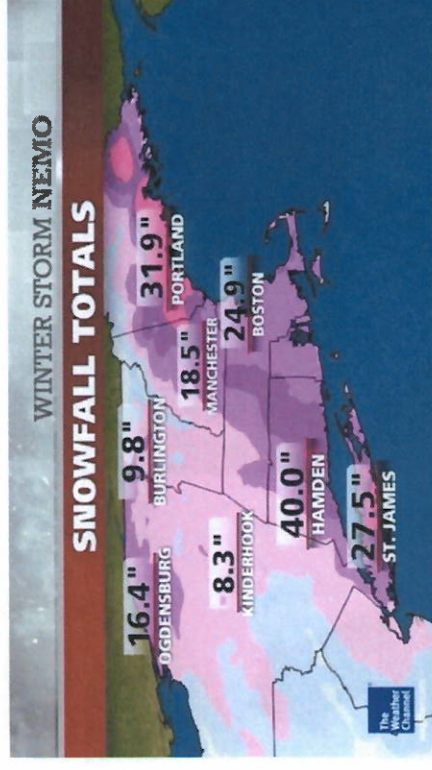 WINTER STORM NEMO
SNOWFALL TOTALS
16.4"
OGDENSBURG
9.8"
BURLINGTON
31.9"
PORTLAND
18.5"
MANCHESTER
8.3"
KINDERHOOK
24.9"
BOSTON
40.0"
HAMDEN
27.5"
ST. JAMES
The
Weather
Channel